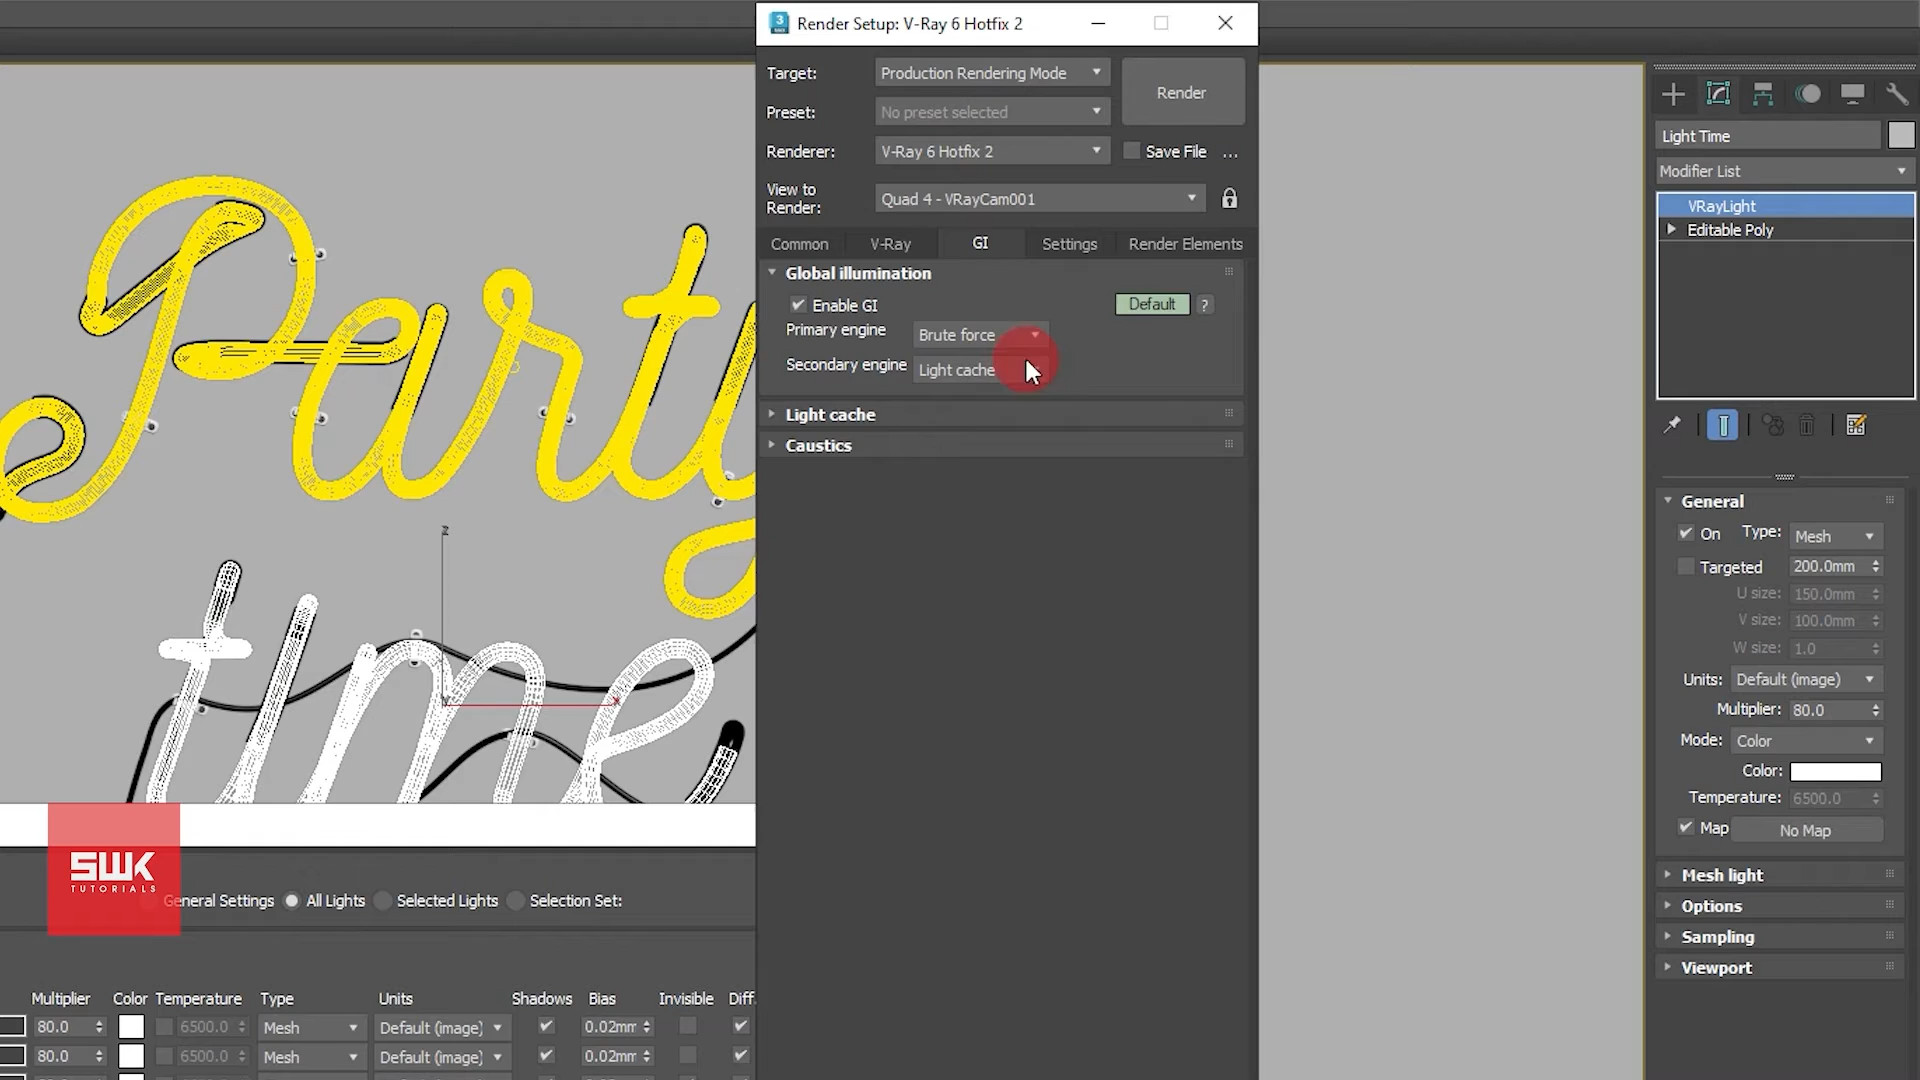 3 Render Setup: V-Ray 6 Hotfix 2
Target: Production Rendering Mode
Render
Preset: No preset selected
Renderer: V-Ray 6 Hotfix 2
Save File ...
View to Render: Quad 4 - VRayCam001
Common V-Ray GI Settings Render Elements
Global illumination
Enable GI Default ?
Primary engine Brute force
Secondary engine Light cache
Light cache
Caustics
Party
time
z
x
SWK
TUTORIALS
General Settings All Lights Selected Lights Selection Set:
Multiplier Color Temperature Type Units Shadows Bias Invisible Diff.
80.0 6500.0 Mesh Default (image) 0.02mm
80.0 6500.0 Mesh Default (image) 0.02mm
Light Time
Modifier List
VRayLight
Editable Poly
General
On Type: Mesh
Targeted 200.0mm
U size: 150.0mm
V size: 100.0mm
W size: 1.0
Units: Default (image)
Multiplier: 80.0
Mode: Color
Color:
Temperature: 6500.0
Map No Map
Mesh light
Options
Sampling
Viewport